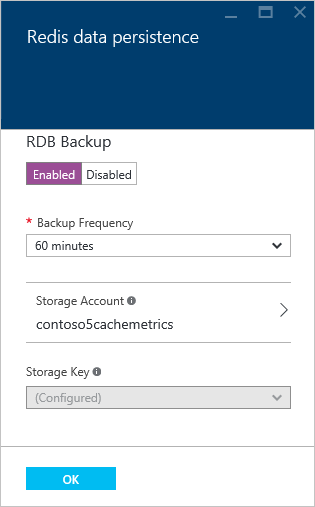 Redis data persistence
RDB Backup
Enabled Disabled
* Backup Frequency
60 minutes
Storage Account
contoso5cachemetrics
Storage Key
(Configured)
OK